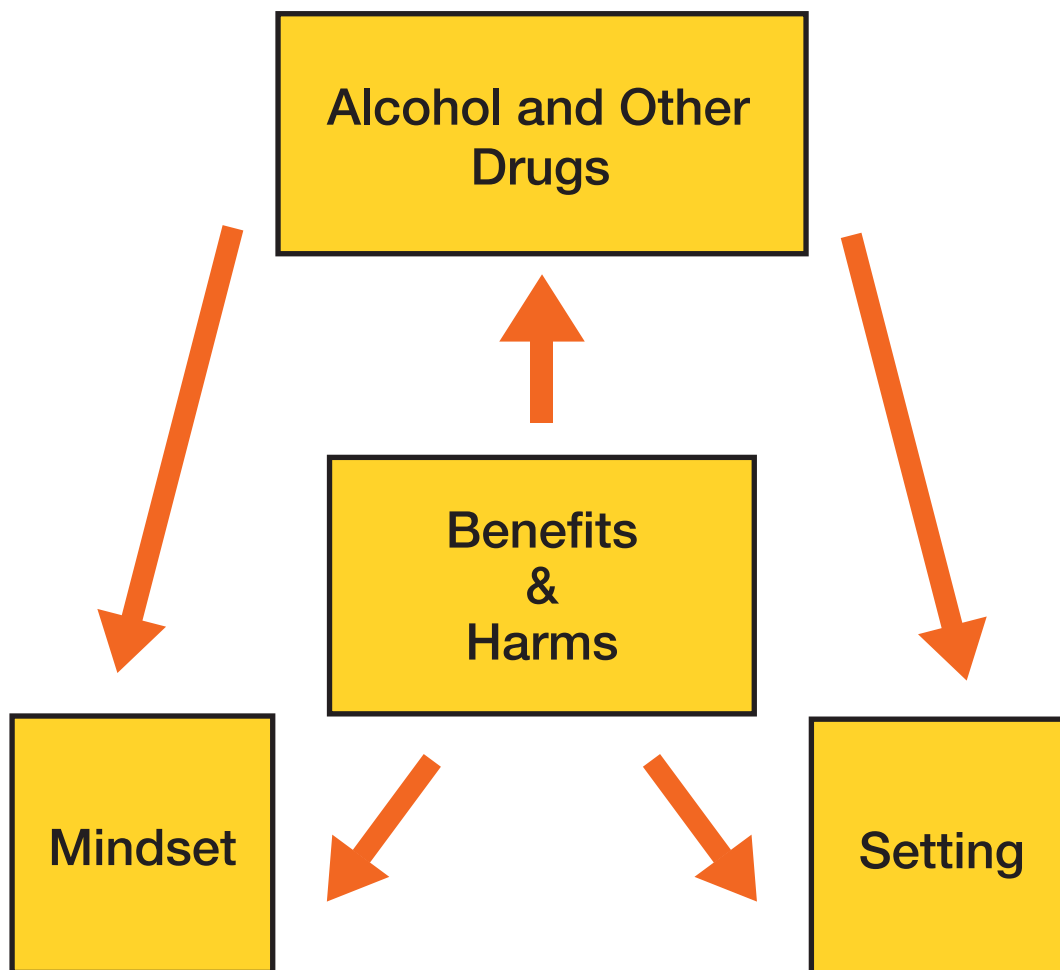 Alcohol and Other
Drugs
Benefits
&
Harms
Mindset
Setting